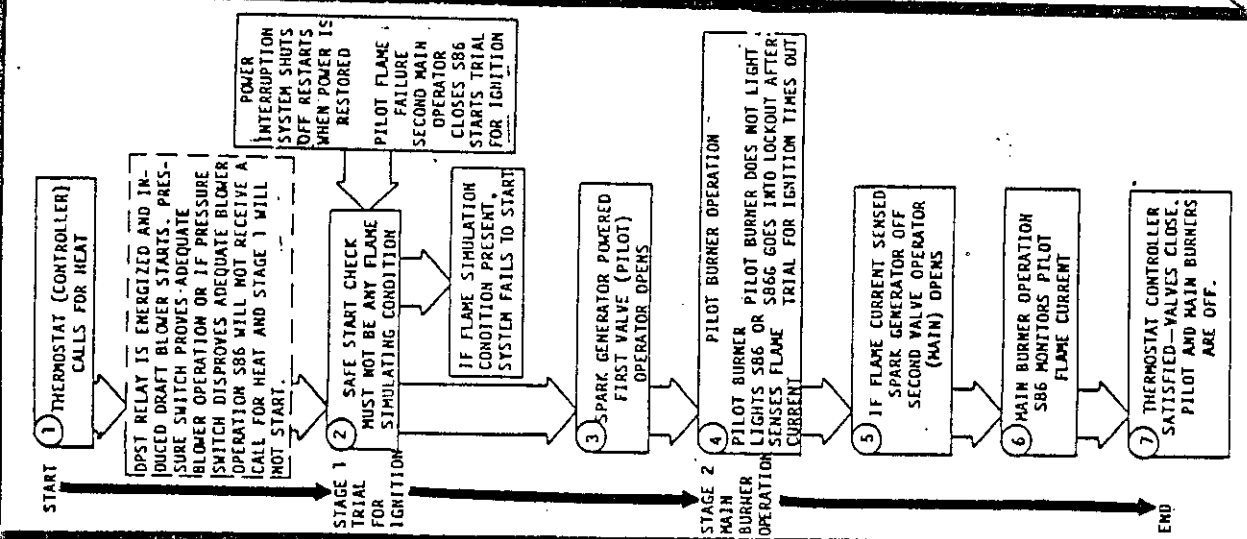 START
① THERMOSTAT (CONTROLLER)
CALLS FOR HEAT
DPST RELAY IS ENERGIZED AND IN-
DUCED DRAFT BLOWER STARTS. PRES-
SURE SWITCH PROVES ADEQUATE
BLOWER OPERATION OR IF PRESSURE
SWITCH DISPROVES ADEQUATE BLOWER
OPERATION S86 WILL NOT RECEIVE A
CALL FOR HEAT AND STAGE 1 WILL
NOT START.
POWER
INTERRUPTION
SYSTEM SHUTS
OFF RESTARTS
WHEN POWER IS
RESTORED
PILOT FLAME
FAILURE
SECOND MAIN
OPERATOR
CLOSES S86
STARTS TRIAL
FOR IGNITION
STAGE 1
TRIAL
FOR
IGNITION
② SAFE START CHECK
MUST NOT BE ANY FLAME
SIMULATING CONDITION
IF FLAME SIMULATION
CONDITION PRESENT,
SYSTEM FAILS TO START
③ SPARK GENERATOR POWERED
FIRST VALVE (PILOT)
OPERATOR OPENS
STAGE 2
MAIN
BURNER
OPERATION
④ PILOT BURNER OPERATION
PILOT BURNER
LIGHTS S86 OR
SENSES FLAME
CURRENT
PILOT BURNER DOES NOT LIGHT
S86G GOES INTO LOCKOUT AFTER
TRIAL FOR IGNITION TIMES OUT
⑤ IF FLAME CURRENT SENSED
SPARK GENERATOR OFF
SECOND VALVE OPERATOR
(MAIN) OPENS
⑥ MAIN BURNER OPERATION
S86 MONITORS PILOT
FLAME CURRENT
END
⑦ THERMOSTAT CONTROLLER
SATISFIED—VALVES CLOSE.
PILOT AND MAIN BURNERS
ARE OFF.